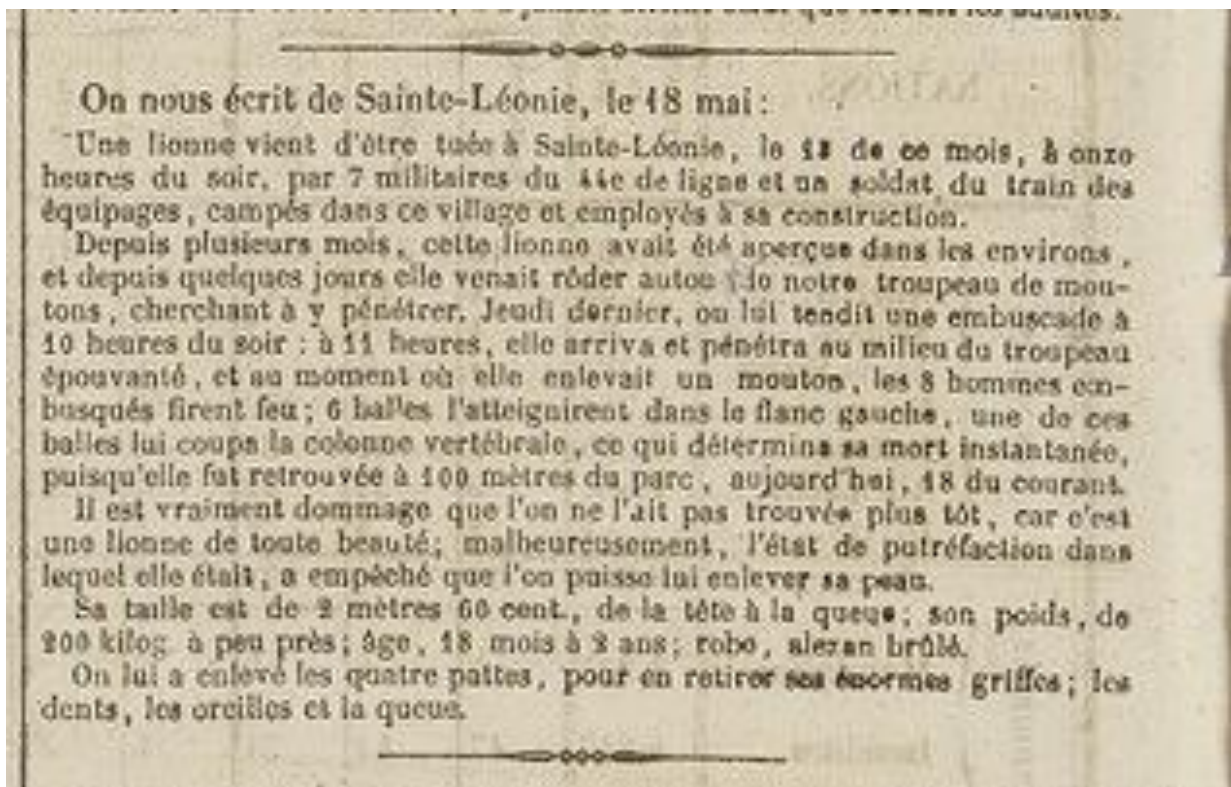 On nous écrit de Sainte-Léonie, le 18 mai :
Une lionne vient d'être tuée à Sainte-Léonie, le de ce mois, à onze
heures du soir, par 7 militaires du 44e de ligne et un soldat du train des
équipages, campés dans ce village et employés à sa construction.
Depuis plusieurs mois, cette lionne avait été aperçue dans les environs,
et depuis quelques jours elle venait rôder autou de notre troupeau de mou-
tons, cherchant à y pénétrer. Jeudi dernier, on lui tendit une embuscade à
10 heures du soir : à 11 heures, elle arriva et pénétra au milieu du troupeau
épouvanté, et au moment où elle enlevait un mouton, les 8 hommes em-
busqués firent feu ; 6 balles l'atteignirent dans le flanc gauche, une de ces
balles lui coupa la colonne vertébrale, ce qui détermina sa mort instantanée,
puisqu'elle fut retrouvée à 100 mètres du parc, aujourd'hui, 18 du courant.
Il est vraiment dommage que l'on ne l'ait pas trouvée plus tôt, car c'est
une lionne de toute beauté ; malheureusement, l'état de putréfaction dans
lequel elle était, a empêché que l'on puisse lui enlever sa peau.
Sa taille est de 2 mètres 60 cent., de la tête à la queue ; son poids, de
200 kilog à peu près ; âge, 18 mois à 2 ans ; robe, alezan brûlé.
On lui a enlevé les quatre pattes, pour en retirer ses énormes griffes ; les
dents, les oreilles et la queue.